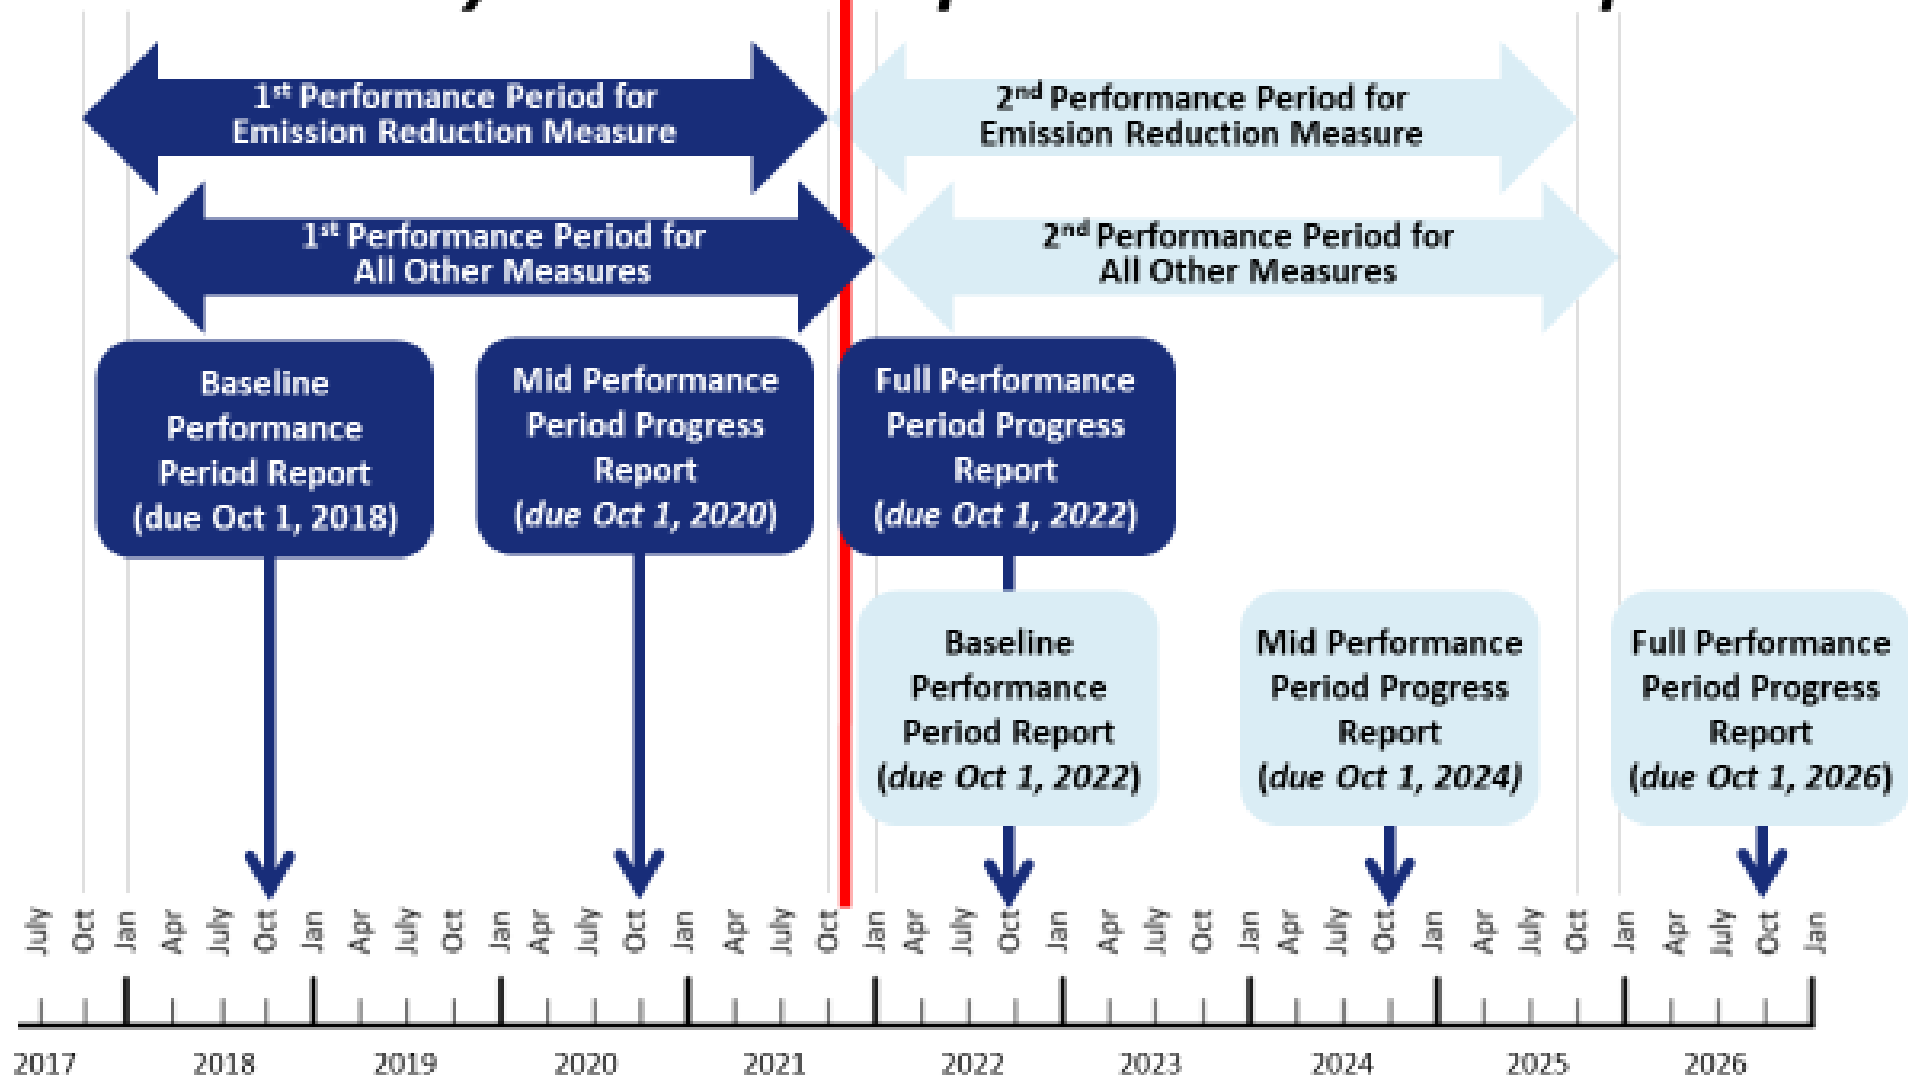 1st Performance Period for
Emission Reduction Measure
2nd Performance Period for
Emission Reduction Measure
1st Performance Period for
All Other Measures
2nd Performance Period for
All Other Measures
Baseline
Performance
Period Report
(due Oct 1, 2018)
Mid Performance
Period Progress
Report
(due Oct 1, 2020)
Full Performance
Period Progress
Report
(due Oct 1, 2022)
Baseline
Performance
Period Report
(due Oct 1, 2022)
Mid Performance
Period Progress
Report
(due Oct 1, 2024)
Full Performance
Period Progress
Report
(due Oct 1, 2026)
July Oct Jan Apr July Oct Jan Apr July Oct Jan Apr July Oct Jan Apr July Oct Jan Apr July Oct Jan Apr July Oct Jan Apr July Oct Jan Apr July Oct Jan Apr July Oct Jan
2017 2018 2019 2020 2021 2022 2023 2024 2025 2026